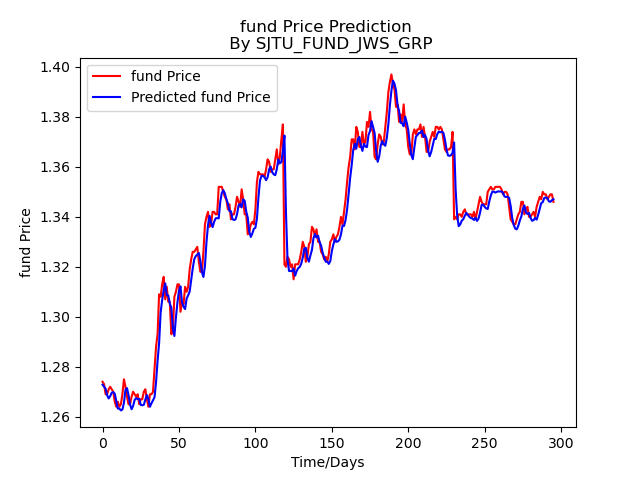 fund Price Prediction
By SJTU_FUND_JWS_GRP
fund Price
Predicted fund Price
1.40
1.38
1.36
1.34
1.32
1.30
1.28
1.26
fund Price
0 50 100 150 200 250 300
Time/Days